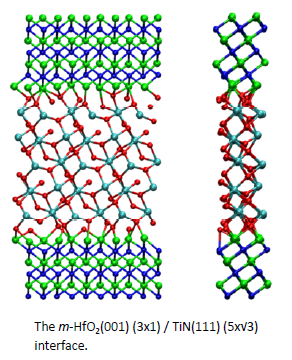 The m-HfO₂(001) (3x1) / TiN(111) (5x√3)
interface.